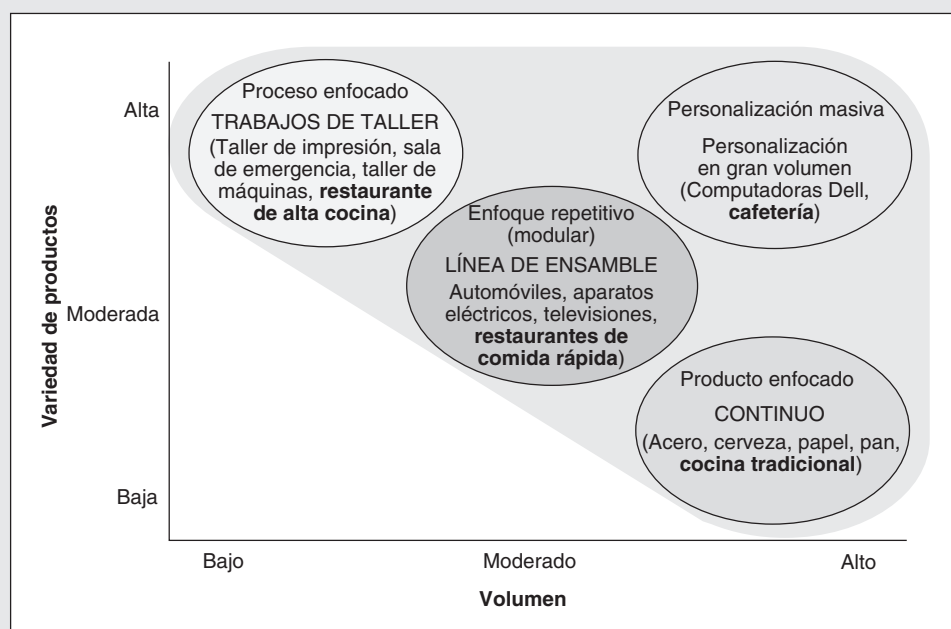 Alta
Moderada
Baja
Variedad de productos
Proceso enfocado
TRABAJOS DE TALLER
(Taller de impresión, sala
de emergencia, taller de
máquinas, restaurante
de alta cocina)
Personalización masiva
Personalización
en gran volumen
(Computadoras Dell,
cafetería)
Enfoque repetitivo
(modular)
LÍNEA DE ENSAMBLE
Automóviles, aparatos
eléctricos, televisiones,
restaurantes de
comida rápida)
Producto enfocado
CONTINUO
(Acero, cerveza, papel, pan,
cocina tradicional)
Bajo
Moderado
Alto
Volumen